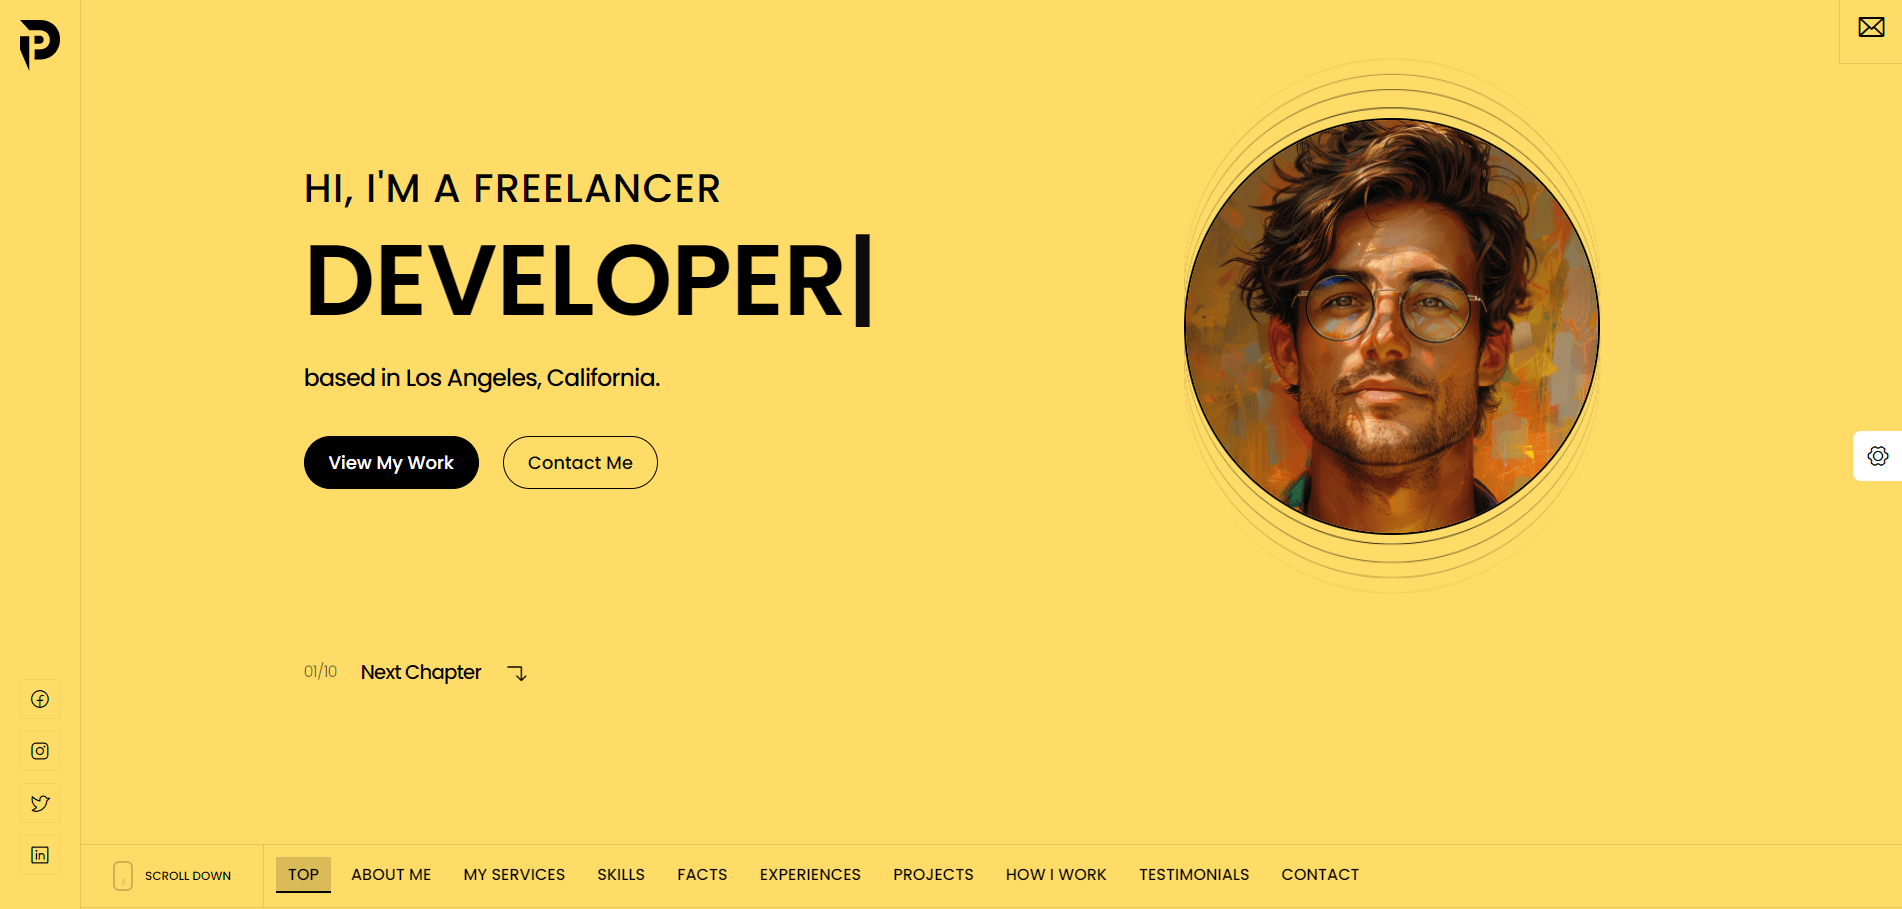 HI, I'M A FREELANCER
DEVELOPER|
based in Los Angeles, California.
View My Work
Contact Me
01/10 Next Chapter
SCROLL DOWN
TOP ABOUT ME MY SERVICES SKILLS FACTS EXPERIENCES PROJECTS HOW I WORK TESTIMONIALS CONTACT